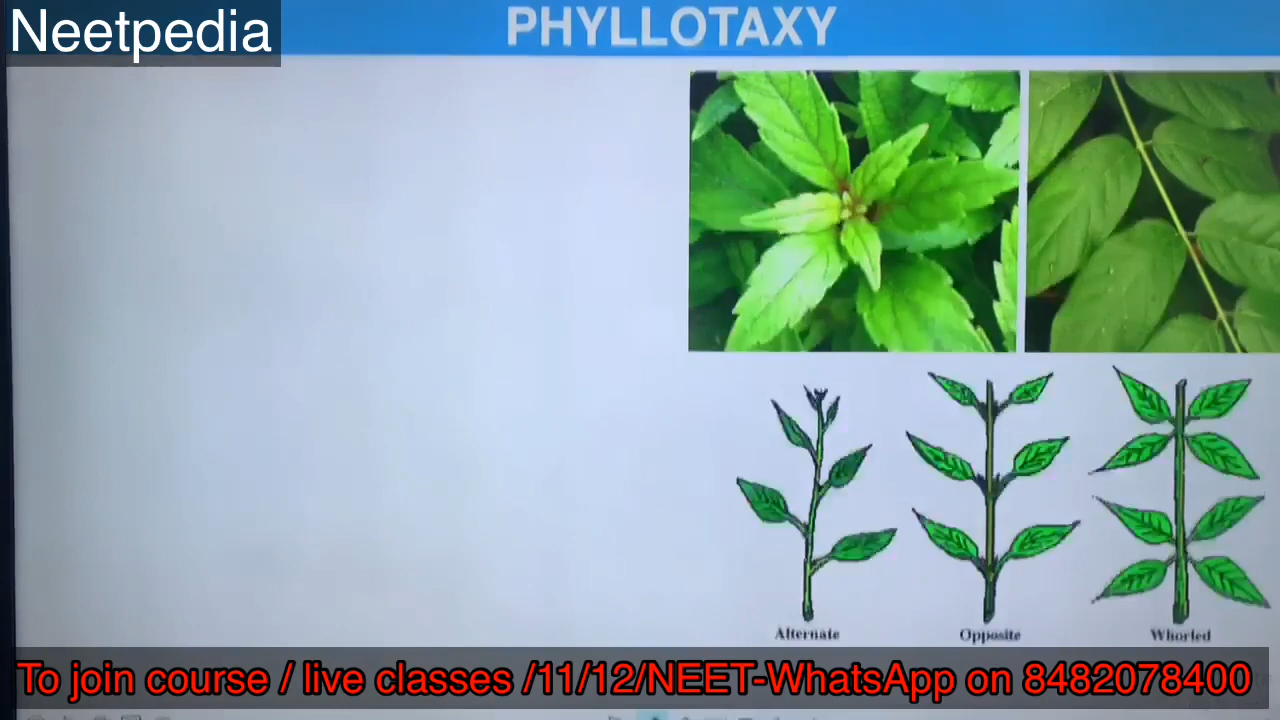 Neetpedia
PHYLLOTAXY
Alternate
Opposite
Whorled
To join course / live classes /11/12/NEET-WhatsApp on 8482078400